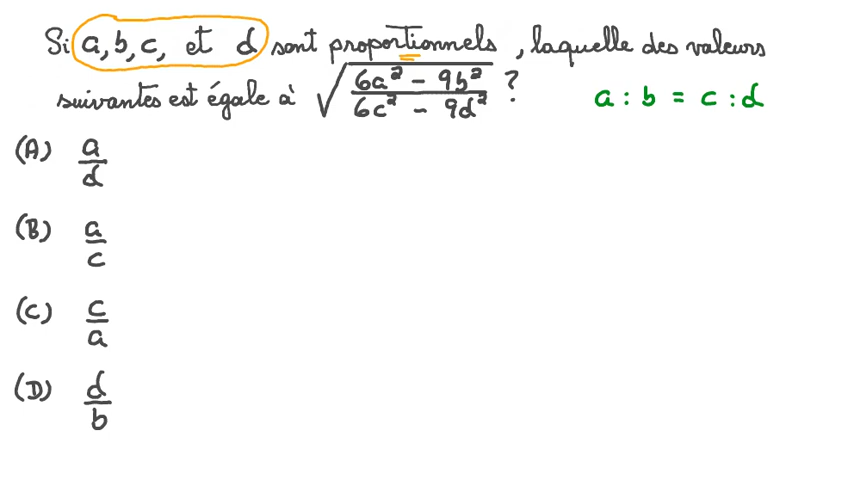 Si a, b, c, et d sont proportionnels, laquelle des valeurs
suivantes est égale à √((6a² - 9b²)/(6c² - 9d²)) ?
a : b = c : d
(A) a/d
(B) a/c
(C) c/a
(D) d/b